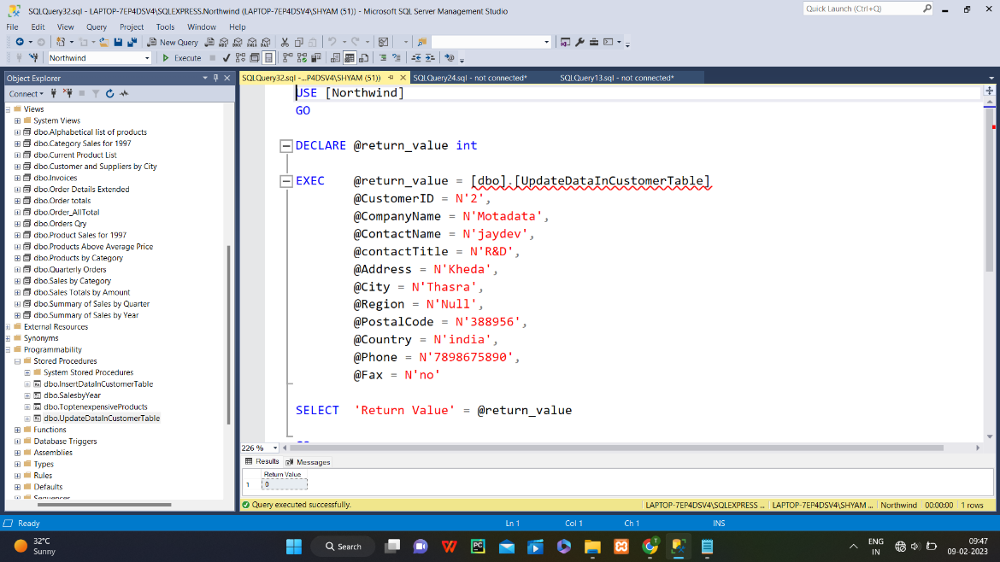 SQLQuery32.sql - LAPTOP-7EP4DSV4\SQLEXPRESS.Northwind (LAPTOP-7EP4DSV4\SHYAM (51)) - Microsoft SQL Server Management Studio
Quick Launch (Ctrl+Q)
File Edit View Query Project Tools Window Help
New Query
Northwind Execute
Object Explorer
SQLQuery32.sql -...P4DSV4\SHYAM (51)) SQLQuery24.sql - not connected* SQLQuery13.sql - not connected*
Connect
Views
System Views
dbo.Alphabetical list of products
dbo.Category Sales for 1997
dbo.Current Product List
dbo.Customer and Suppliers by City
dbo.Invoices
dbo.Order Details Extended
dbo.Order totals
dbo.Order_AllTotal
dbo.Orders Qry
dbo.Product Sales for 1997
dbo.Products Above Average Price
dbo.Products by Category
dbo.Quarterly Orders
dbo.Sales by Category
dbo.Sales Totals by Amount
dbo.Summary of Sales by Quarter
dbo.Summary of Sales by Year
External Resources
Synonyms
Programmability
Stored Procedures
System Stored Procedures
dbo.InsertDataInCustomerTable
dbo.SalesbyYear
dbo.ToptenexpensiveProducts
dbo.UpdateDataInCustomerTable
Functions
Database Triggers
Assemblies
Types
Rules
Defaults
Sequences
USE [Northwind]
GO
DECLARE @return_value int
EXEC @return_value = [dbo].[UpdateDataInCustomerTable]
@CustomerID = N'2',
@CompanyName = N'Motadata',
@ContactName = N'jaydev',
@contactTitle = N'R&D',
@Address = N'Kheda',
@City = N'Thasra',
@Region = N'Null',
@PostalCode = N'388956',
@Country = N'india',
@Phone = N'7898675890',
@Fax = N'no'
SELECT 'Return Value' = @return_value
226 %
Results Messages
Return Value
1 0
Query executed successfully. LAPTOP-7EP4DSV4\SQLEXPRESS ... LAPTOP-7EP4DSV4\SHYAM ... Northwind 00:00:00 1 rows
Ready Ln 1 Col 1 Ch 1 INS
32°C
Sunny
Search
ENG
IN
09:47
09-02-2023